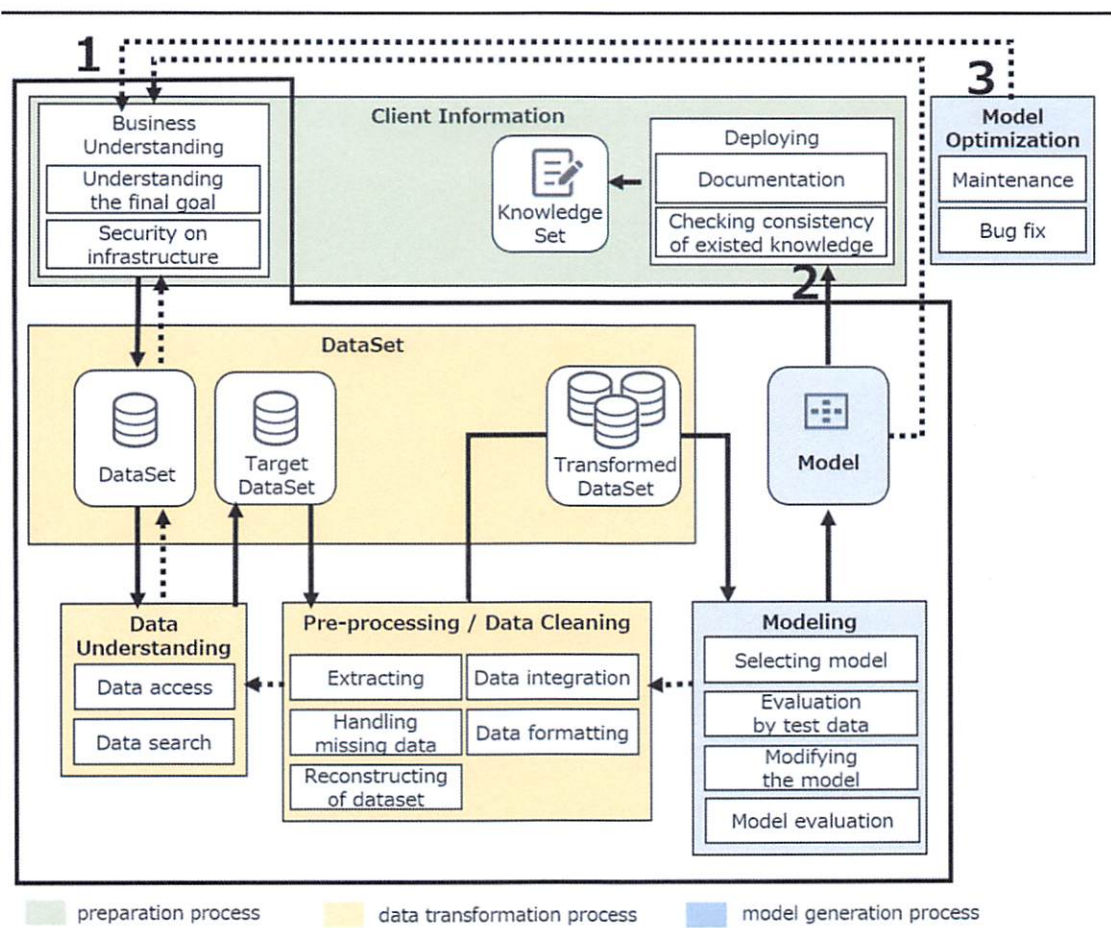 1
3
Client Information
Business
Understanding
Understanding
the final goal
Security on
infrastructure
Knowledge
Set
Deploying
Documentation
Checking consistency
of existed knowledge
Model
Optimization
Maintenance
Bug fix
2
DataSet
DataSet
Target
DataSet
Transformed
DataSet
Model
Data
Understanding
Data access
Data search
Pre-processing / Data Cleaning
Extracting
Data integration
Handling
missing data
Data formatting
Reconstructing
of dataset
Modeling
Selecting model
Evaluation
by test data
Modifying
the model
Model evaluation
preparation process
data transformation process
model generation process